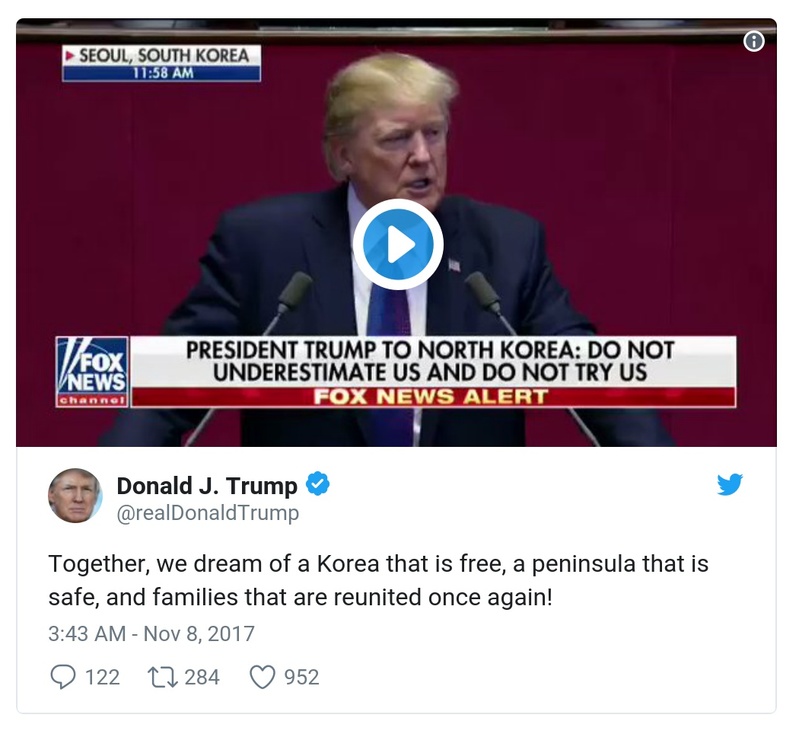 SEOUL, SOUTH KOREA
11:58 AM
FOX
NEWS
channel
PRESIDENT TRUMP TO NORTH KOREA: DO NOT
UNDERESTIMATE US AND DO NOT TRY US
FOX NEWS ALERT
Donald J. Trump
@realDonaldTrump
Together, we dream of a Korea that is free, a peninsula that is
safe, and families that are reunited once again!
3:43 AM - Nov 8, 2017
122 284 952